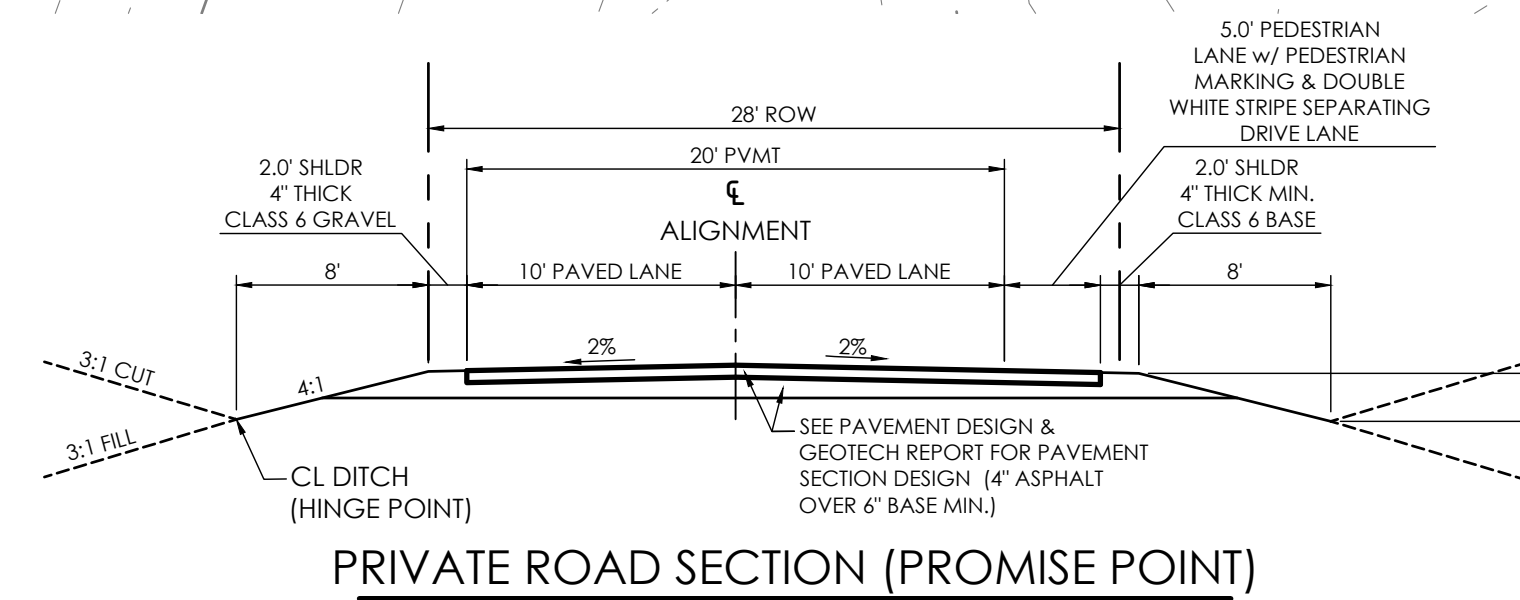 5.0' PEDESTRIAN
LANE w/ PEDESTRIAN
MARKING & DOUBLE
WHITE STRIPE SEPARATING
DRIVE LANE
28' ROW
20' PVMT
2.0' SHLDR
4" THICK
CLASS 6 GRAVEL
℄
ALIGNMENT
2.0' SHLDR
4" THICK MIN.
CLASS 6 BASE
8'
10' PAVED LANE
10' PAVED LANE
8'
2%
2%
3:1 CUT
4:1
3:1 FILL
CL DITCH
(HINGE POINT)
SEE PAVEMENT DESIGN &
GEOTECH REPORT FOR PAVEMENT
SECTION DESIGN (4" ASPHALT
OVER 6" BASE MIN.)
PRIVATE ROAD SECTION (PROMISE POINT)